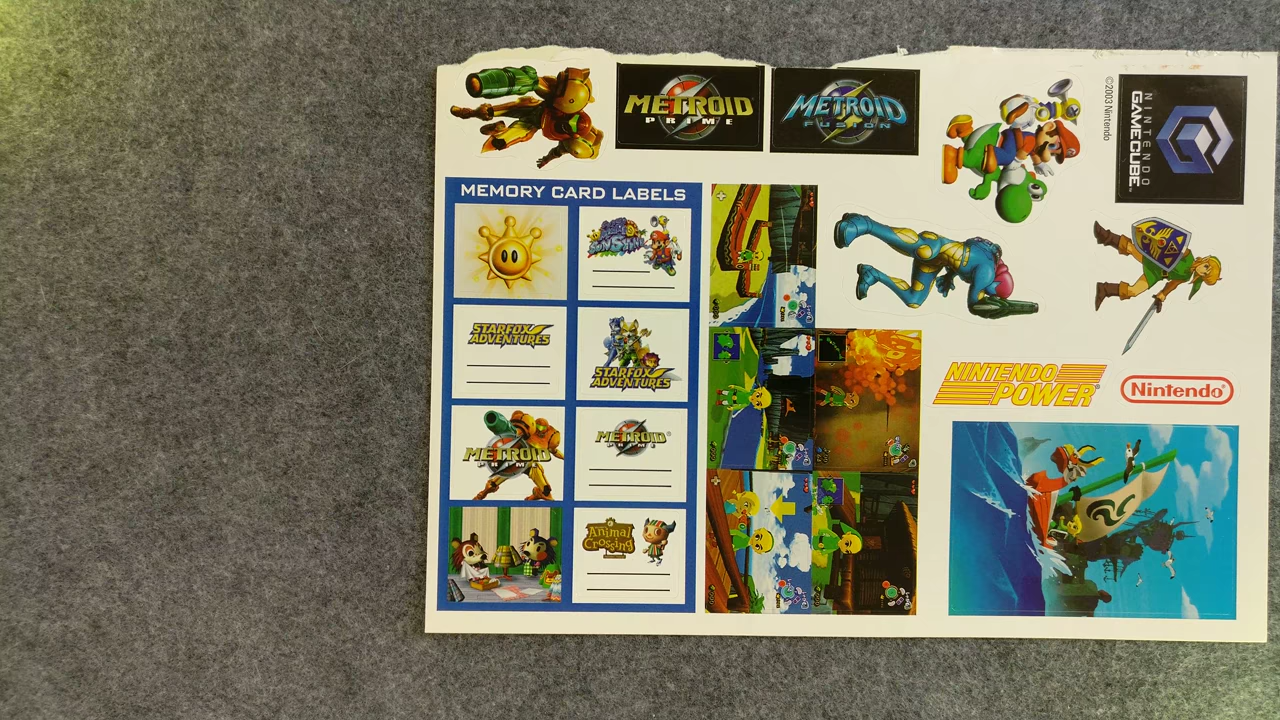 METROID
PRIME
METROID
FUSION
©2003 Nintendo
NINTENDO
GAMECUBE™
MEMORY CARD LABELS
SUPER MARIO
SUNSHINE
STARFOX
ADVENTURES
STARFOX
ADVENTURES
METROID
PRIME
METROID®
PRIME
Animal
Crossing
NINTENDO
POWER®
Nintendo®